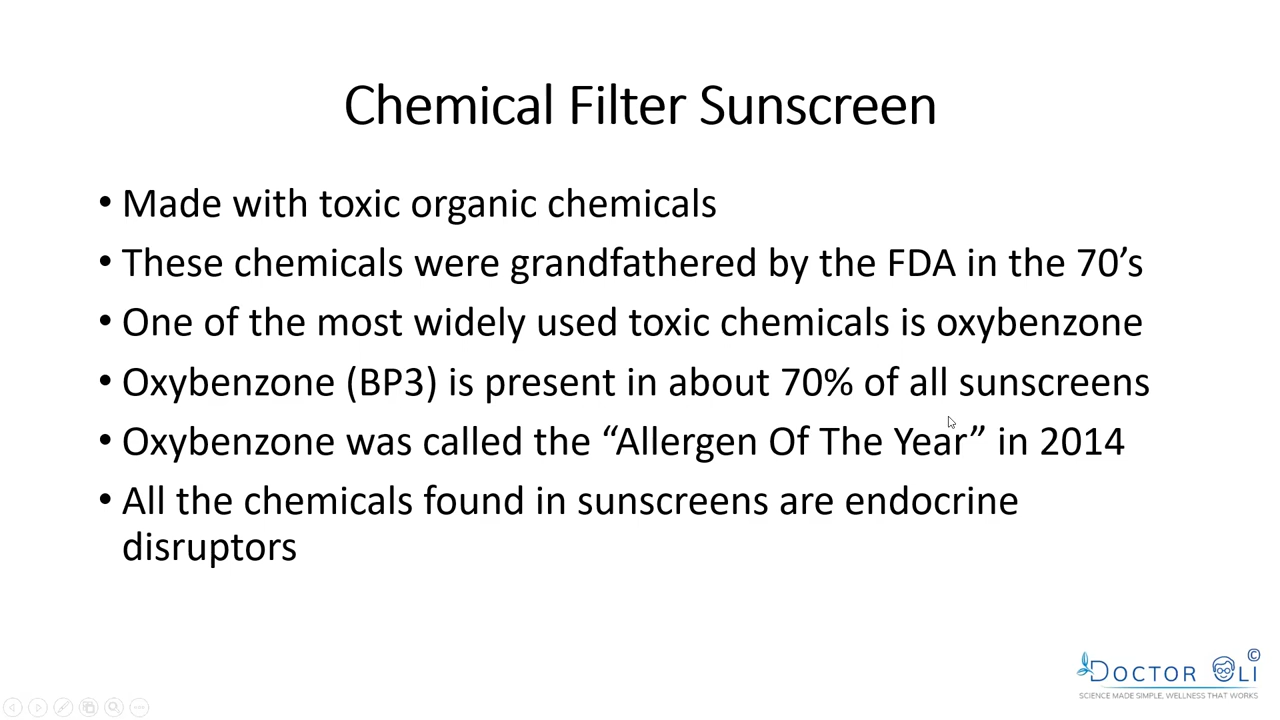 Chemical Filter Sunscreen
• Made with toxic organic chemicals
• These chemicals were grandfathered by the FDA in the 70’s
• One of the most widely used toxic chemicals is oxybenzone
• Oxybenzone (BP3) is present in about 70% of all sunscreens
• Oxybenzone was called the “Allergen Of The Year” in 2014
• All the chemicals found in sunscreens are endocrine
disruptors
©
DOCTOR OLI
SCIENCE MADE SIMPLE, WELLNESS THAT WORKS